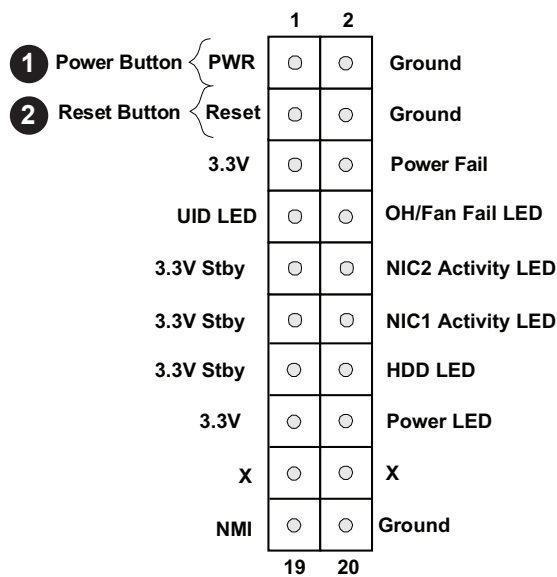 1 2
1 Power Button PWR Ground
2 Reset Button Reset Ground
3.3V Power Fail
UID LED OH/Fan Fail LED
3.3V Stby NIC2 Activity LED
3.3V Stby NIC1 Activity LED
3.3V Stby HDD LED
3.3V Power LED
X X
NMI Ground
19 20